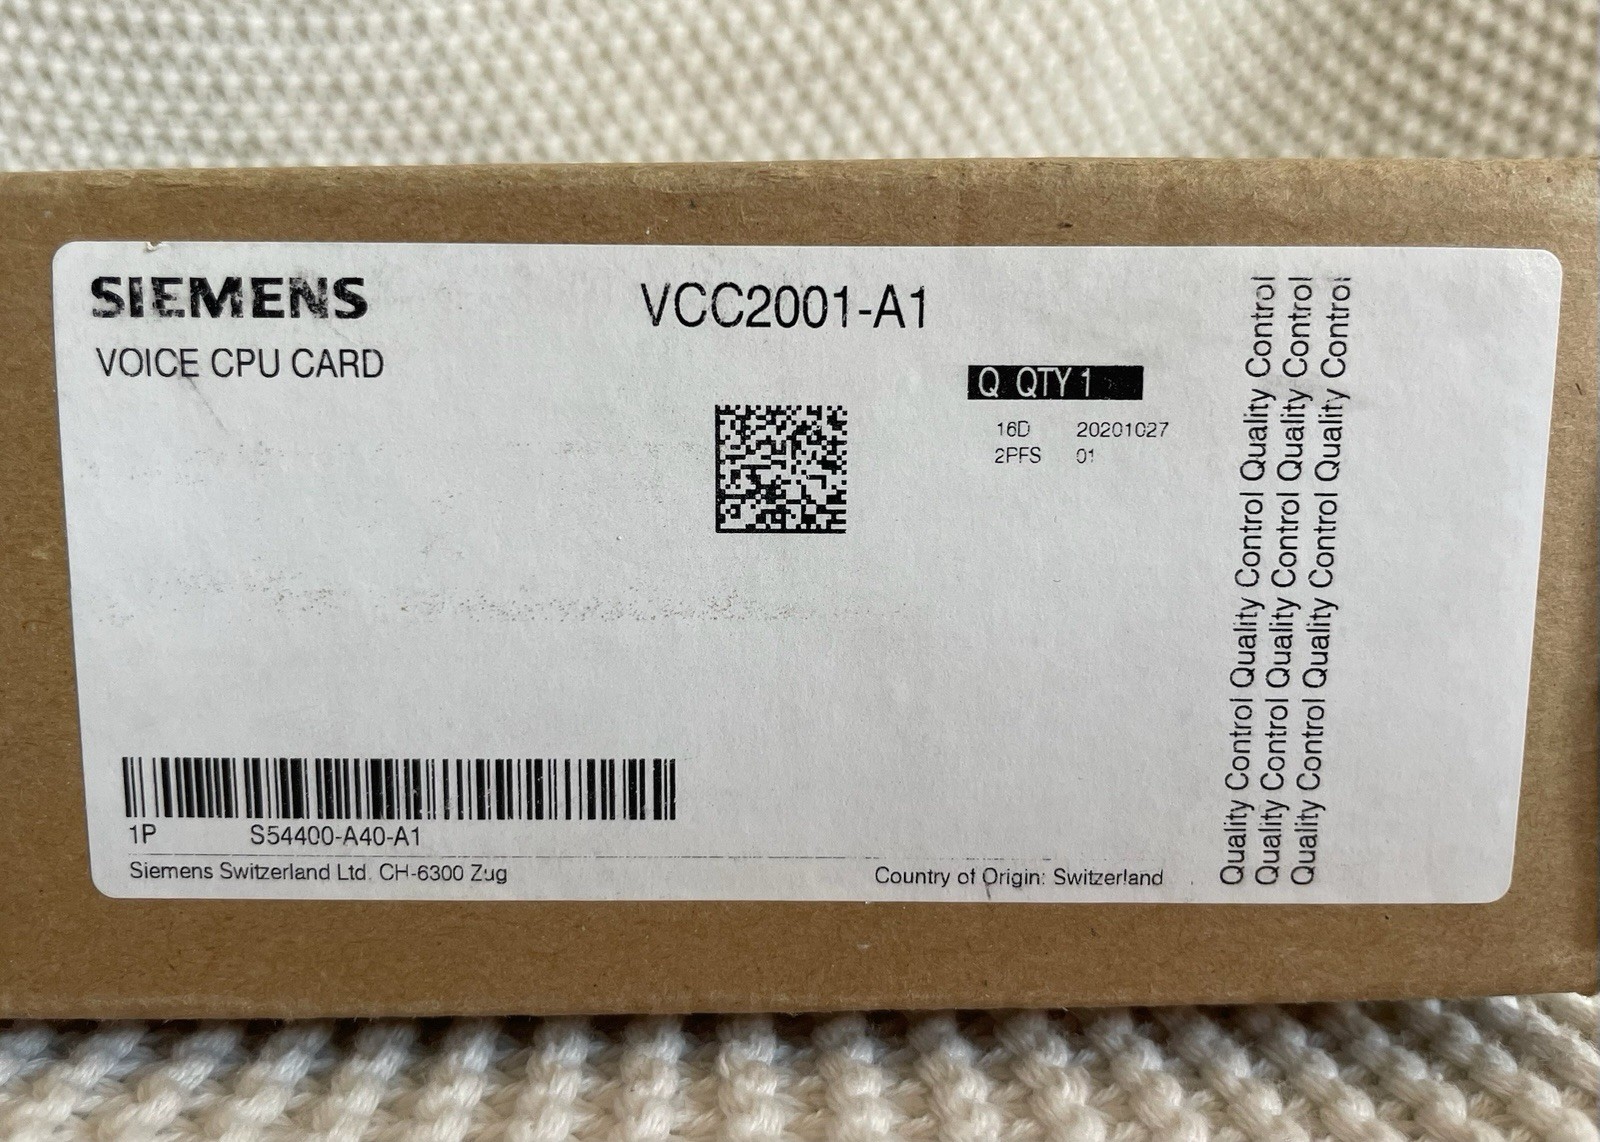 SIEMENS
VCC2001-A1
VOICE CPU CARD
Q QTY 1
16D 20201027
2PFS 01
1P S54400-A40-A1
Siemens Switzerland Ltd. CH-6300 Zug
Country of Origin: Switzerland
Quality Control Quality Control Quality Control
Quality Control Quality Control Quality Control
Quality Control Quality Control Quality Control